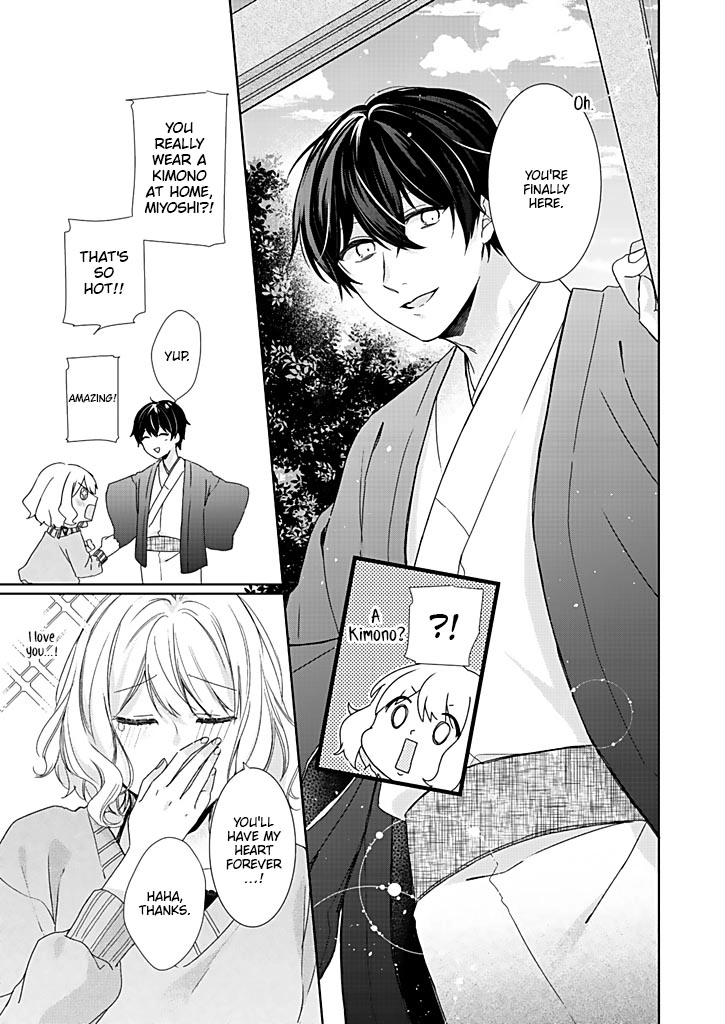 Oh.
YOU'RE
FINALLY
HERE.
A
Kimono?
?!
YOU
REALLY
WEAR A
KIMONO
AT HOME,
MIYOSHI?!
THAT'S
SO
HOT!!
YUP.
AMAZING!
I love
you...!
YOU'LL
HAVE MY
HEART
FOREVER
...!
HAHA,
THANKS.